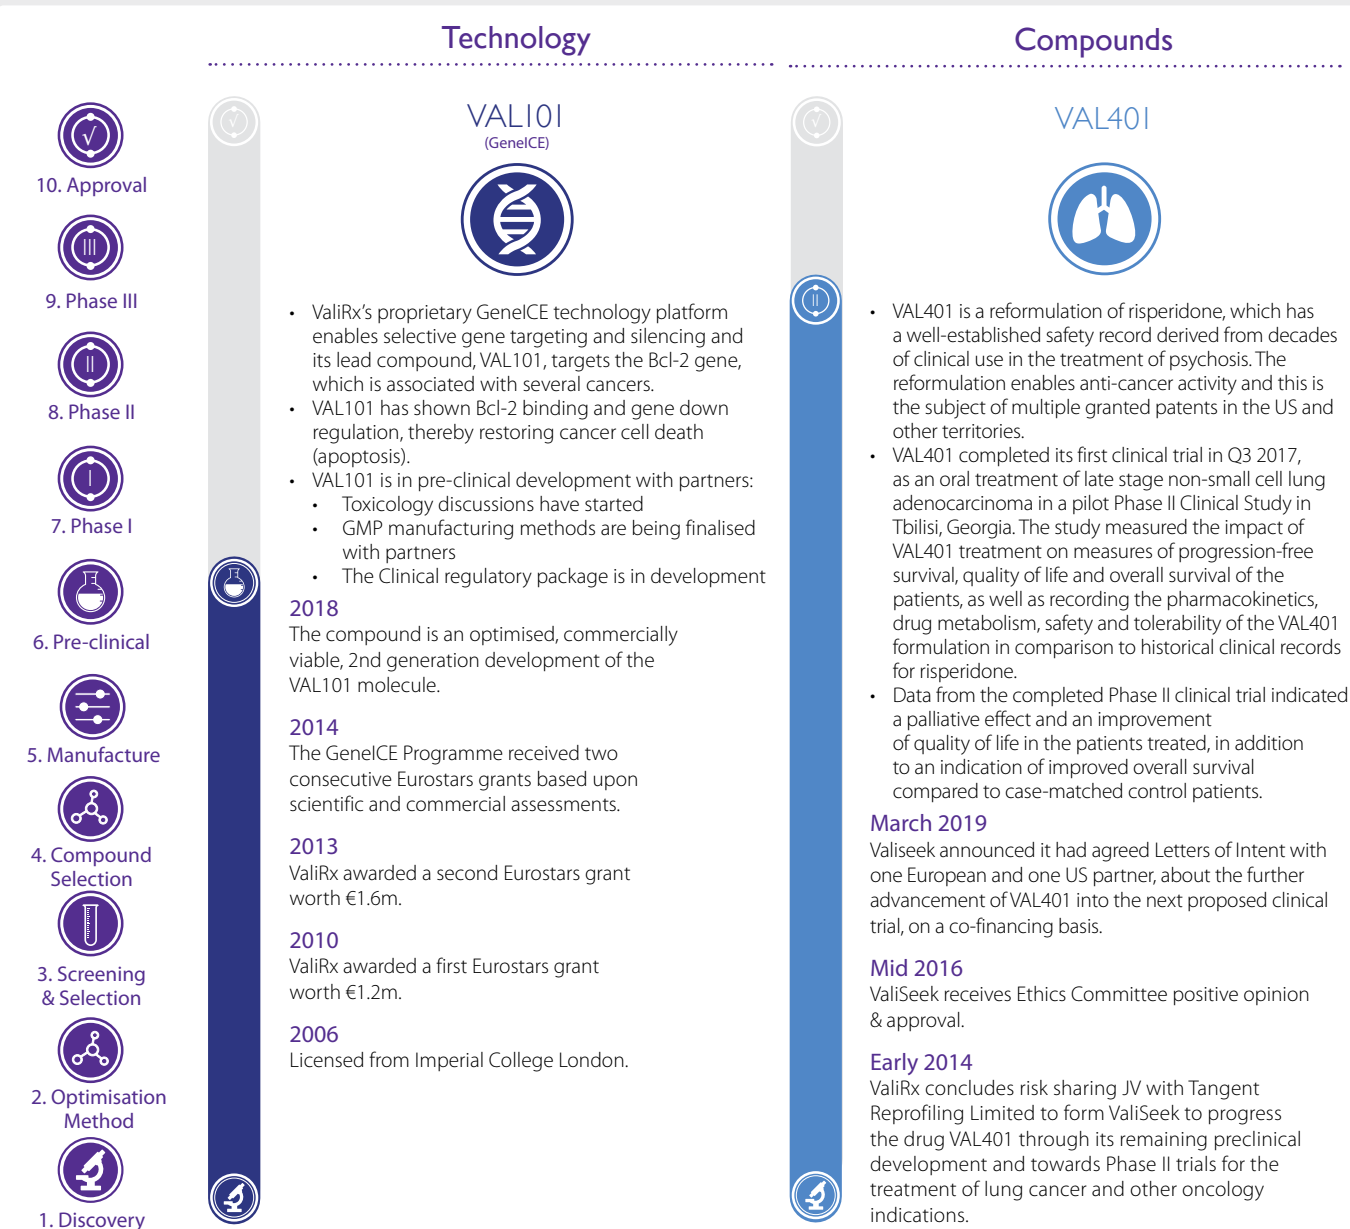 Technology
Compounds
10. Approval
9. Phase III
III
8. Phase II
II
7. Phase I
I
6. Pre-clinical
5. Manufacture
4. Compound
Selection
3. Screening
& Selection
2. Optimisation
Method
1. Discovery
VAL101
(GeneICE)
• ValiRx's proprietary GeneICE technology platform
enables selective gene targeting and silencing and
its lead compound, VAL101, targets the Bcl-2 gene,
which is associated with several cancers.
• VAL101 has shown Bcl-2 binding and gene down
regulation, thereby restoring cancer cell death
(apoptosis).
• VAL101 is in pre-clinical development with partners:
• Toxicology discussions have started
• GMP manufacturing methods are being finalised
with partners
• The Clinical regulatory package is in development
2018
The compound is an optimised, commercially
viable, 2nd generation development of the
VAL101 molecule.
2014
The GeneICE Programme received two
consecutive Eurostars grants based upon
scientific and commercial assessments.
2013
ValiRx awarded a second Eurostars grant
worth €1.6m.
2010
ValiRx awarded a first Eurostars grant
worth €1.2m.
2006
Licensed from Imperial College London.
VAL401
II
• VAL401 is a reformulation of risperidone, which has
a well-established safety record derived from decades
of clinical use in the treatment of psychosis. The
reformulation enables anti-cancer activity and this is
the subject of multiple granted patents in the US and
other territories.
• VAL401 completed its first clinical trial in Q3 2017,
as an oral treatment of late stage non-small cell lung
adenocarcinoma in a pilot Phase II Clinical Study in
Tbilisi, Georgia. The study measured the impact of
VAL401 treatment on measures of progression-free
survival, quality of life and overall survival of the
patients, as well as recording the pharmacokinetics,
drug metabolism, safety and tolerability of the VAL401
formulation in comparison to historical clinical records
for risperidone.
• Data from the completed Phase II clinical trial indicated
a palliative effect and an improvement
of quality of life in the patients treated, in addition
to an indication of improved overall survival
compared to case-matched control patients.
March 2019
Valiseek announced it had agreed Letters of Intent with
one European and one US partner, about the further
advancement of VAL401 into the next proposed clinical
trial, on a co-financing basis.
Mid 2016
ValiSeek receives Ethics Committee positive opinion
& approval.
Early 2014
ValiRx concludes risk sharing JV with Tangent
Reprofiling Limited to form ValiSeek to progress
the drug VAL401 through its remaining preclinical
development and towards Phase II trials for the
treatment of lung cancer and other oncology
indications.